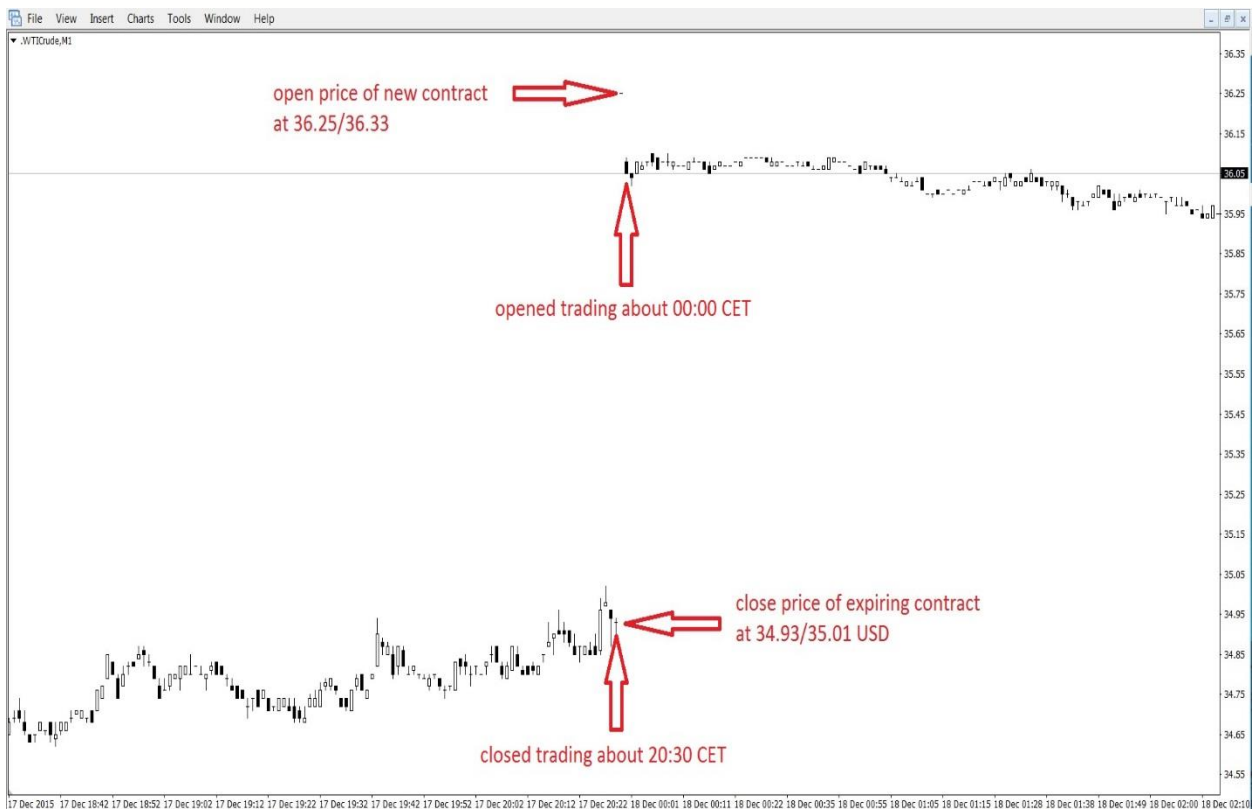 File View Insert Charts Tools Window Help
.WTICrude,M1
36.35
open price of new contract
at 36.25/36.33
36.25
36.15
36.05
35.95
35.85
35.75
opened trading about 00:00 CET
35.65
35.55
35.45
35.35
35.25
35.15
35.05
close price of expiring contract
at 34.93/35.01 USD
34.95
34.85
34.75
closed trading about 20:30 CET
34.65
34.55
17 Dec 2015 17 Dec 18:42 17 Dec 18:52 17 Dec 19:02 17 Dec 19:12 17 Dec 19:22 17 Dec 19:32 17 Dec 19:42 17 Dec 19:52 17 Dec 20:02 17 Dec 20:12 17 Dec 20:22 18 Dec 00:01 18 Dec 00:11 18 Dec 00:22 18 Dec 00:35 18 Dec 00:55 18 Dec 01:05 18 Dec 01:15 18 Dec 01:28 18 Dec 01:38 18 Dec 01:49 18 Dec 02:00 18 Dec 02:10